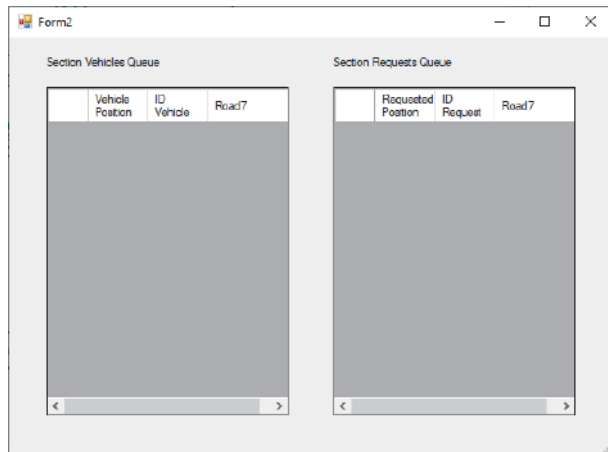 Form2
Section Vehicles Queue
Section Requests Queue
Vehicle Position
ID Vehicle
Road7
Requested Position
ID Request
Road7